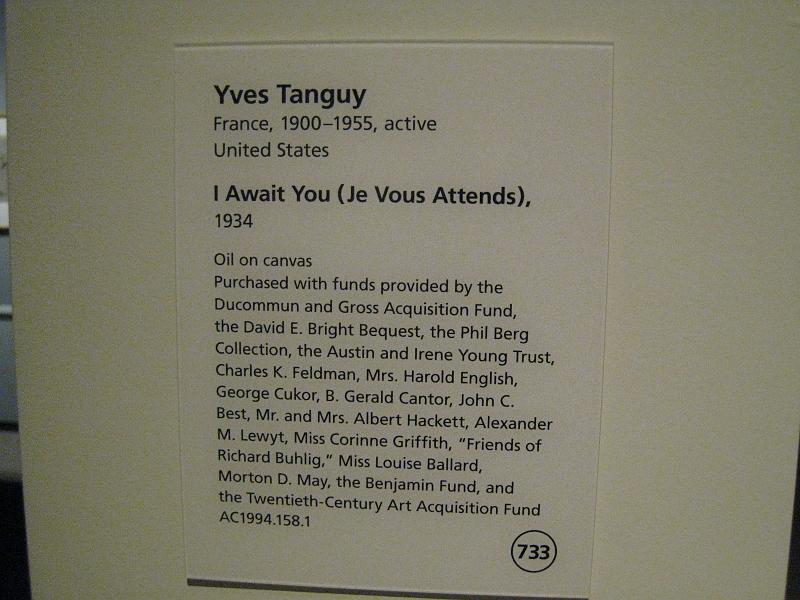 Yves Tanguy
France, 1900–1955, active
United States
I Await You (Je Vous Attends),
1934
Oil on canvas
Purchased with funds provided by the
Ducommun and Gross Acquisition Fund,
the David E. Bright Bequest, the Phil Berg
Collection, the Austin and Irene Young Trust,
Charles K. Feldman, Mrs. Harold English,
George Cukor, B. Gerald Cantor, John C.
Best, Mr. and Mrs. Albert Hackett, Alexander
M. Lewyt, Miss Corinne Griffith, “Friends of
Richard Buhlig,” Miss Louise Ballard,
Morton D. May, the Benjamin Fund, and
the Twentieth-Century Art Acquisition Fund
AC1994.158.1
733